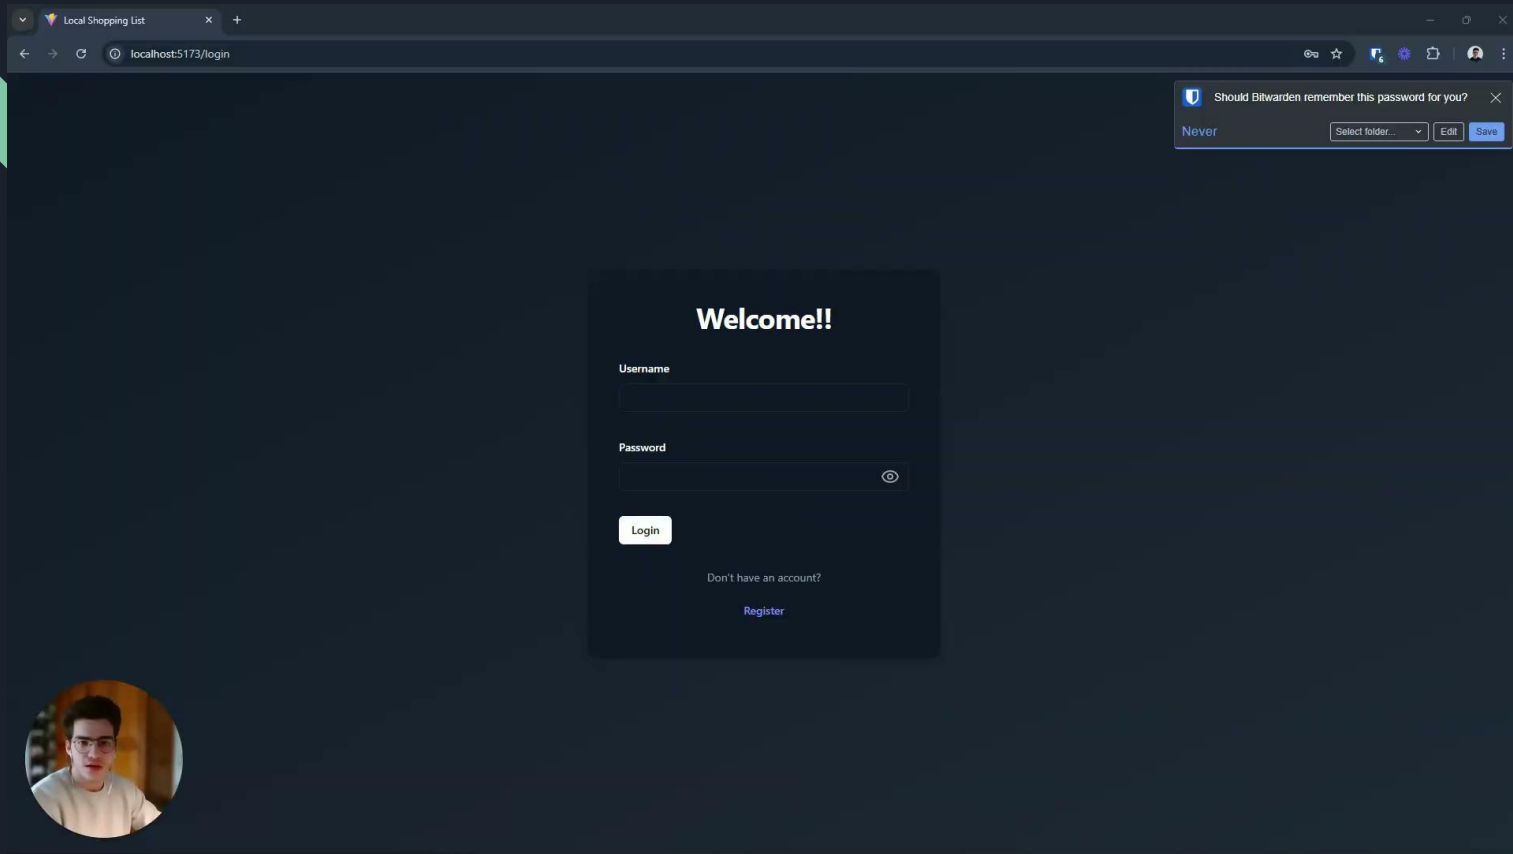 Local Shopping List
localhost:5173/login
6
Should Bitwarden remember this password for you?
Never
Select folder...
Edit
Save
Welcome!!
Username
Password
Login
Don't have an account?
Register